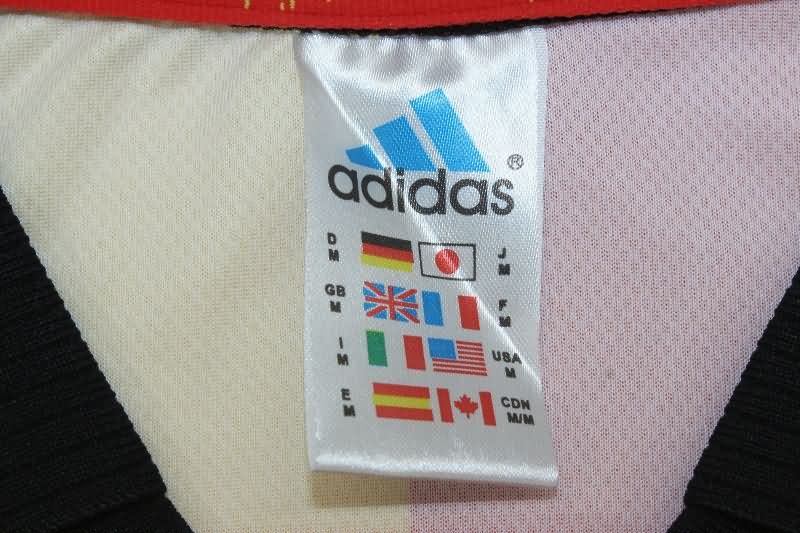 adidas ®
D M J M
GB M F M
I M USA M
E M CDN M/M